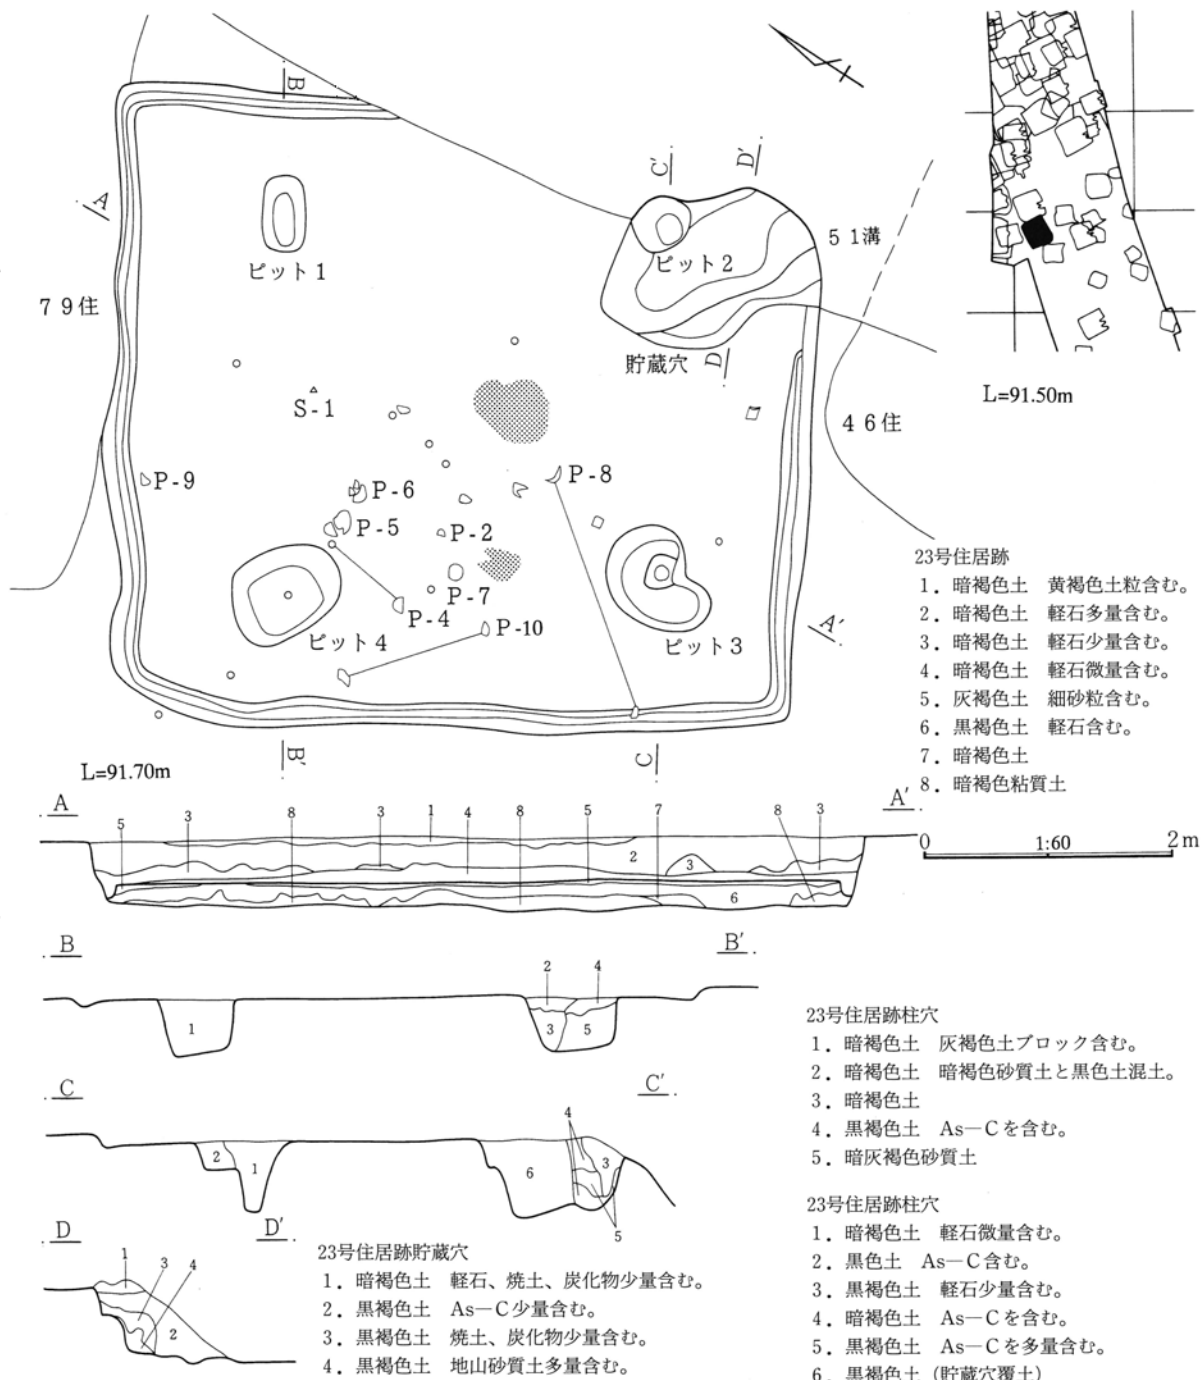 B
A
C'
D'
ピット1
ピット2
51溝
79住
貯蔵穴
D
S-1
L=91.50m
46住
P-9
P-6
P-8
P-5
P-2
P-7
P-4
P-10
ピット4
ピット3
A'
B'
C
23号住居跡
1. 暗褐色土 黄褐色土粒含む。
2. 暗褐色土 軽石多量含む。
3. 暗褐色土 軽石少量含む。
4. 暗褐色土 軽石微量含む。
5. 灰褐色土 細砂粒含む。
6. 黒褐色土 軽石含む。
7. 暗褐色土
8. 暗褐色粘質土
L=91.70m
A A'
5 3 8 3 1 4 8 5 7 8 3
2 3
6
0 1:60 2m
B B'
2 4
1 3 5
C C'
4
2 1 6 3
5
D D'
1 3 4
2
23号住居跡柱穴
1. 暗褐色土 灰褐色土ブロック含む。
2. 暗褐色土 暗褐色砂質土と黒色土混土。
3. 暗褐色土
4. 黒褐色土 As―Cを含む。
5. 暗灰褐色砂質土
23号住居跡柱穴
1. 暗褐色土 軽石微量含む。
2. 黒色土 As―C含む。
3. 黒褐色土 軽石少量含む。
4. 暗褐色土 As―Cを含む。
5. 黒褐色土 As―Cを多量含む。
6. 黒褐色土(貯蔵穴覆土)
23号住居跡貯蔵穴
1. 暗褐色土 軽石、焼土、炭化物少量含む。
2. 黒褐色土 As―C少量含む。
3. 黒褐色土 焼土、炭化物少量含む。
4. 黒褐色土 地山砂質土多量含む。